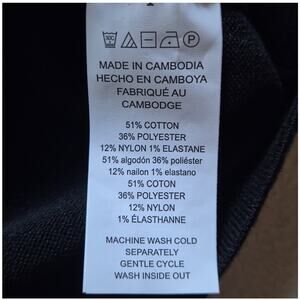 MADE IN CAMBODIA
HECHO EN CAMBOYA
FABRIQUÉ AU
CAMBODGE
51% COTTON
36% POLYESTER
12% NYLON 1% ELASTANE
51% algodón 36% poliéster
12% nailon 1% elastano
51% COTON
36% POLYESTER
12% NYLON
1% ÉLASTHANNE
MACHINE WASH COLD
SEPARATELY
GENTLE CYCLE
WASH INSIDE OUT